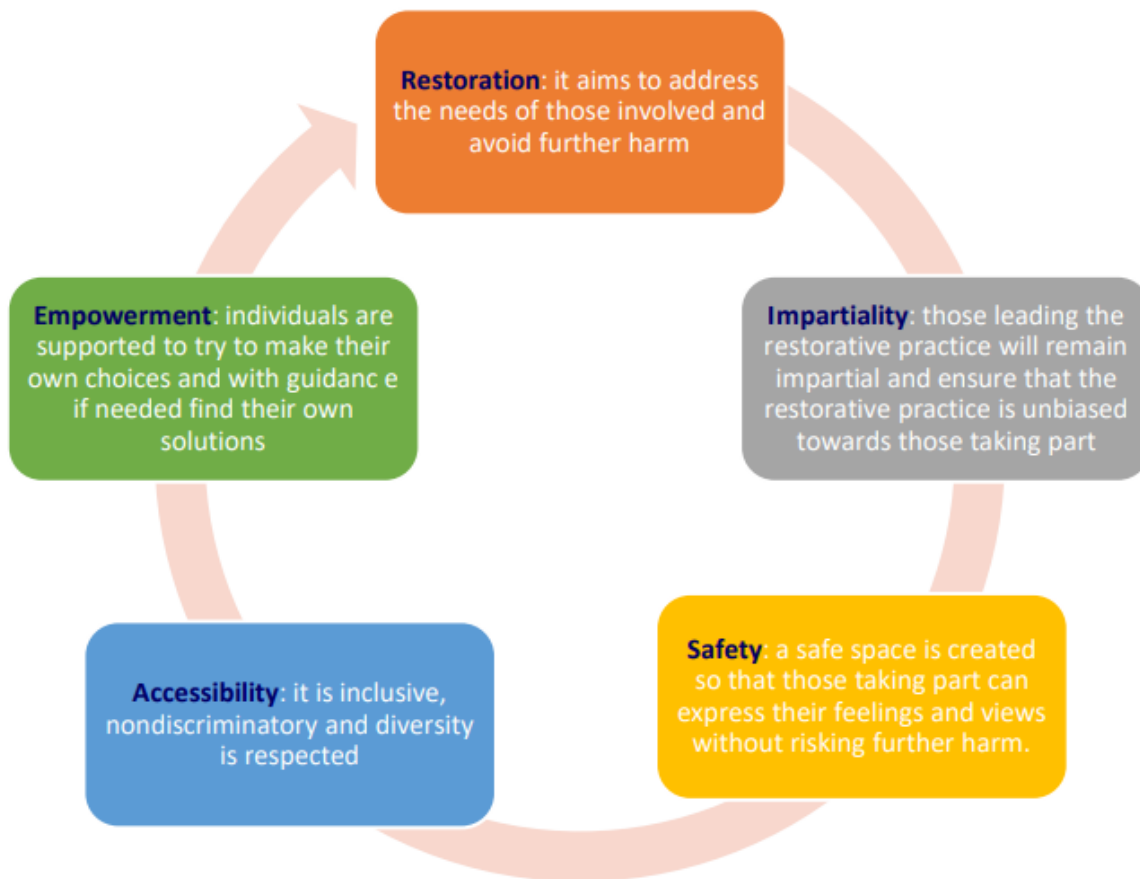 Restoration: it aims to address
the needs of those involved and
avoid further harm
Impartiality: those leading the
restorative practice will remain
impartial and ensure that the
restorative practice is unbiased
towards those taking part
Safety: a safe space is created
so that those taking part can
express their feelings and views
without risking further harm.
Accessibility: it is inclusive,
nondiscriminatory and diversity
is respected
Empowerment: individuals are
supported to try to make their
own choices and with guidanc e
if needed find their own
solutions